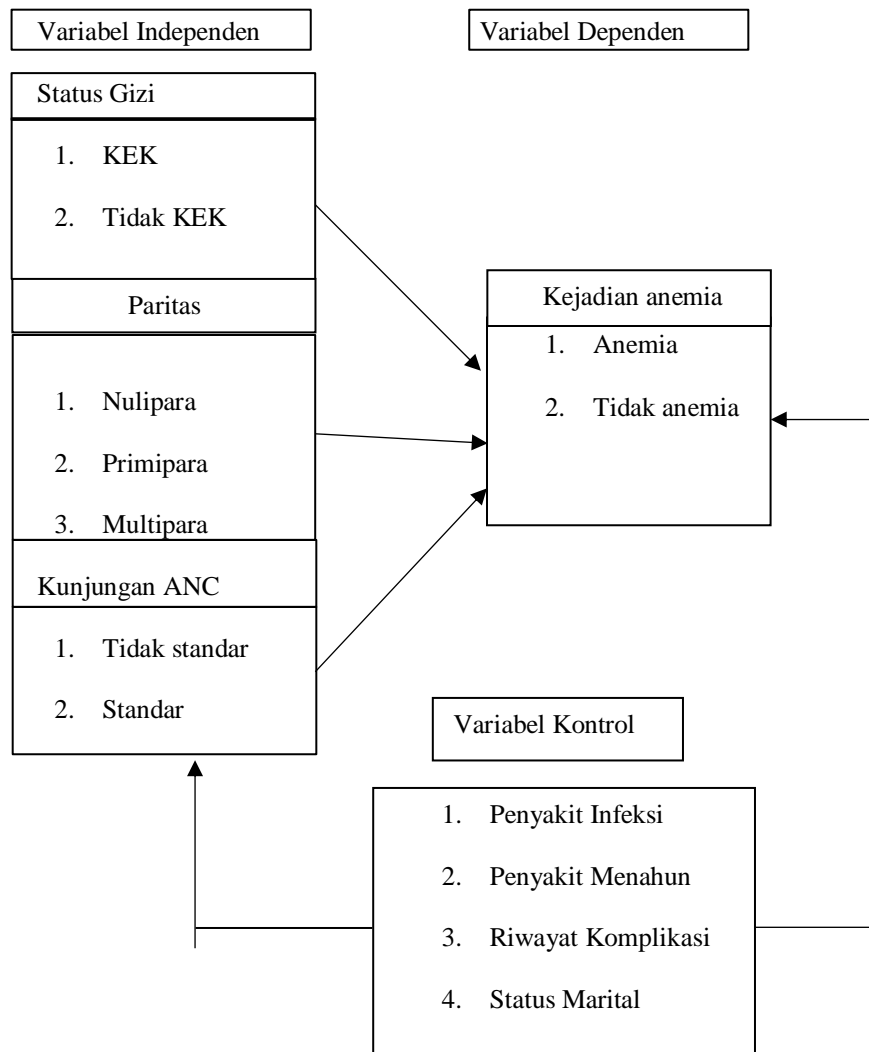 Variabel Independen
Variabel Dependen
Status Gizi
1. KEK
2. Tidak KEK
Paritas
1. Nulipara
2. Primipara
3. Multipara
Kunjungan ANC
1. Tidak standar
2. Standar
Kejadian anemia
1. Anemia
2. Tidak anemia
Variabel Kontrol
1. Penyakit Infeksi
2. Penyakit Menahun
3. Riwayat Komplikasi
4. Status Marital